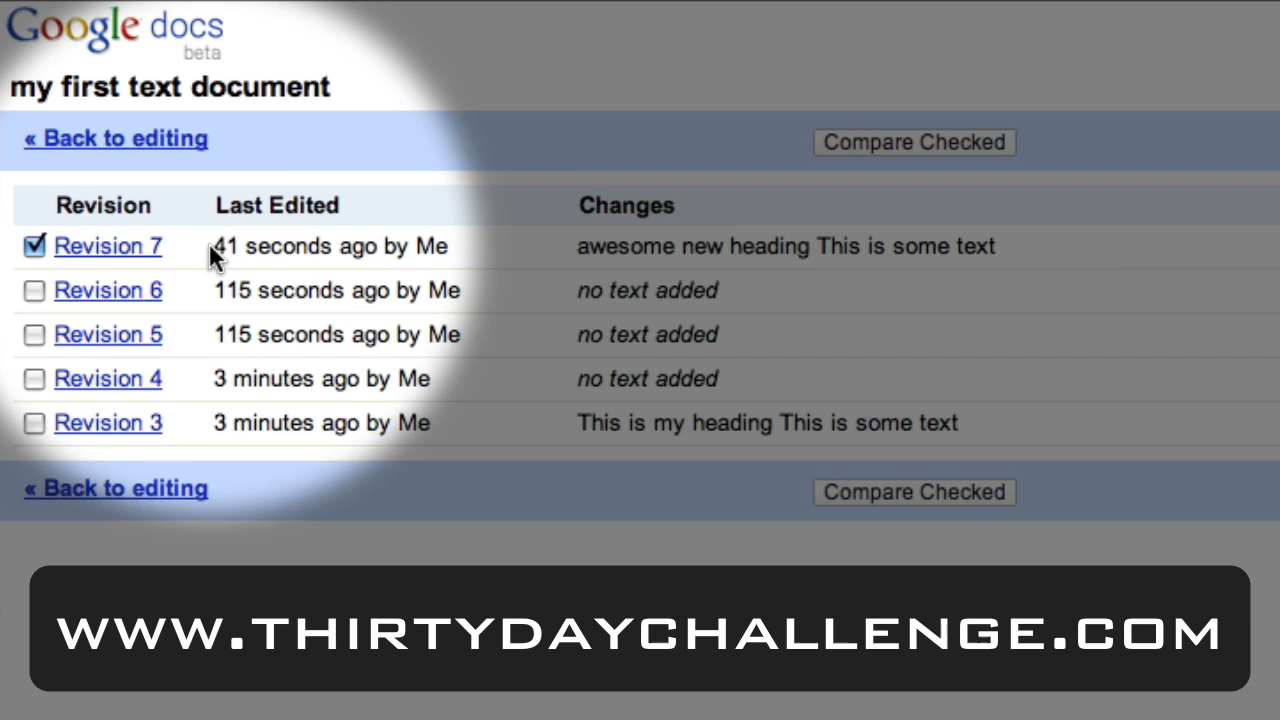 Google docs
beta
my first text document
« Back to editing
Compare Checked
Revision Last Edited Changes
Revision 7 41 seconds ago by Me awesome new heading This is some text
Revision 6 115 seconds ago by Me no text added
Revision 5 115 seconds ago by Me no text added
Revision 4 3 minutes ago by Me no text added
Revision 3 3 minutes ago by Me This is my heading This is some text
« Back to editing
Compare Checked
WWW.THIRTYDAYCHALLENGE.COM